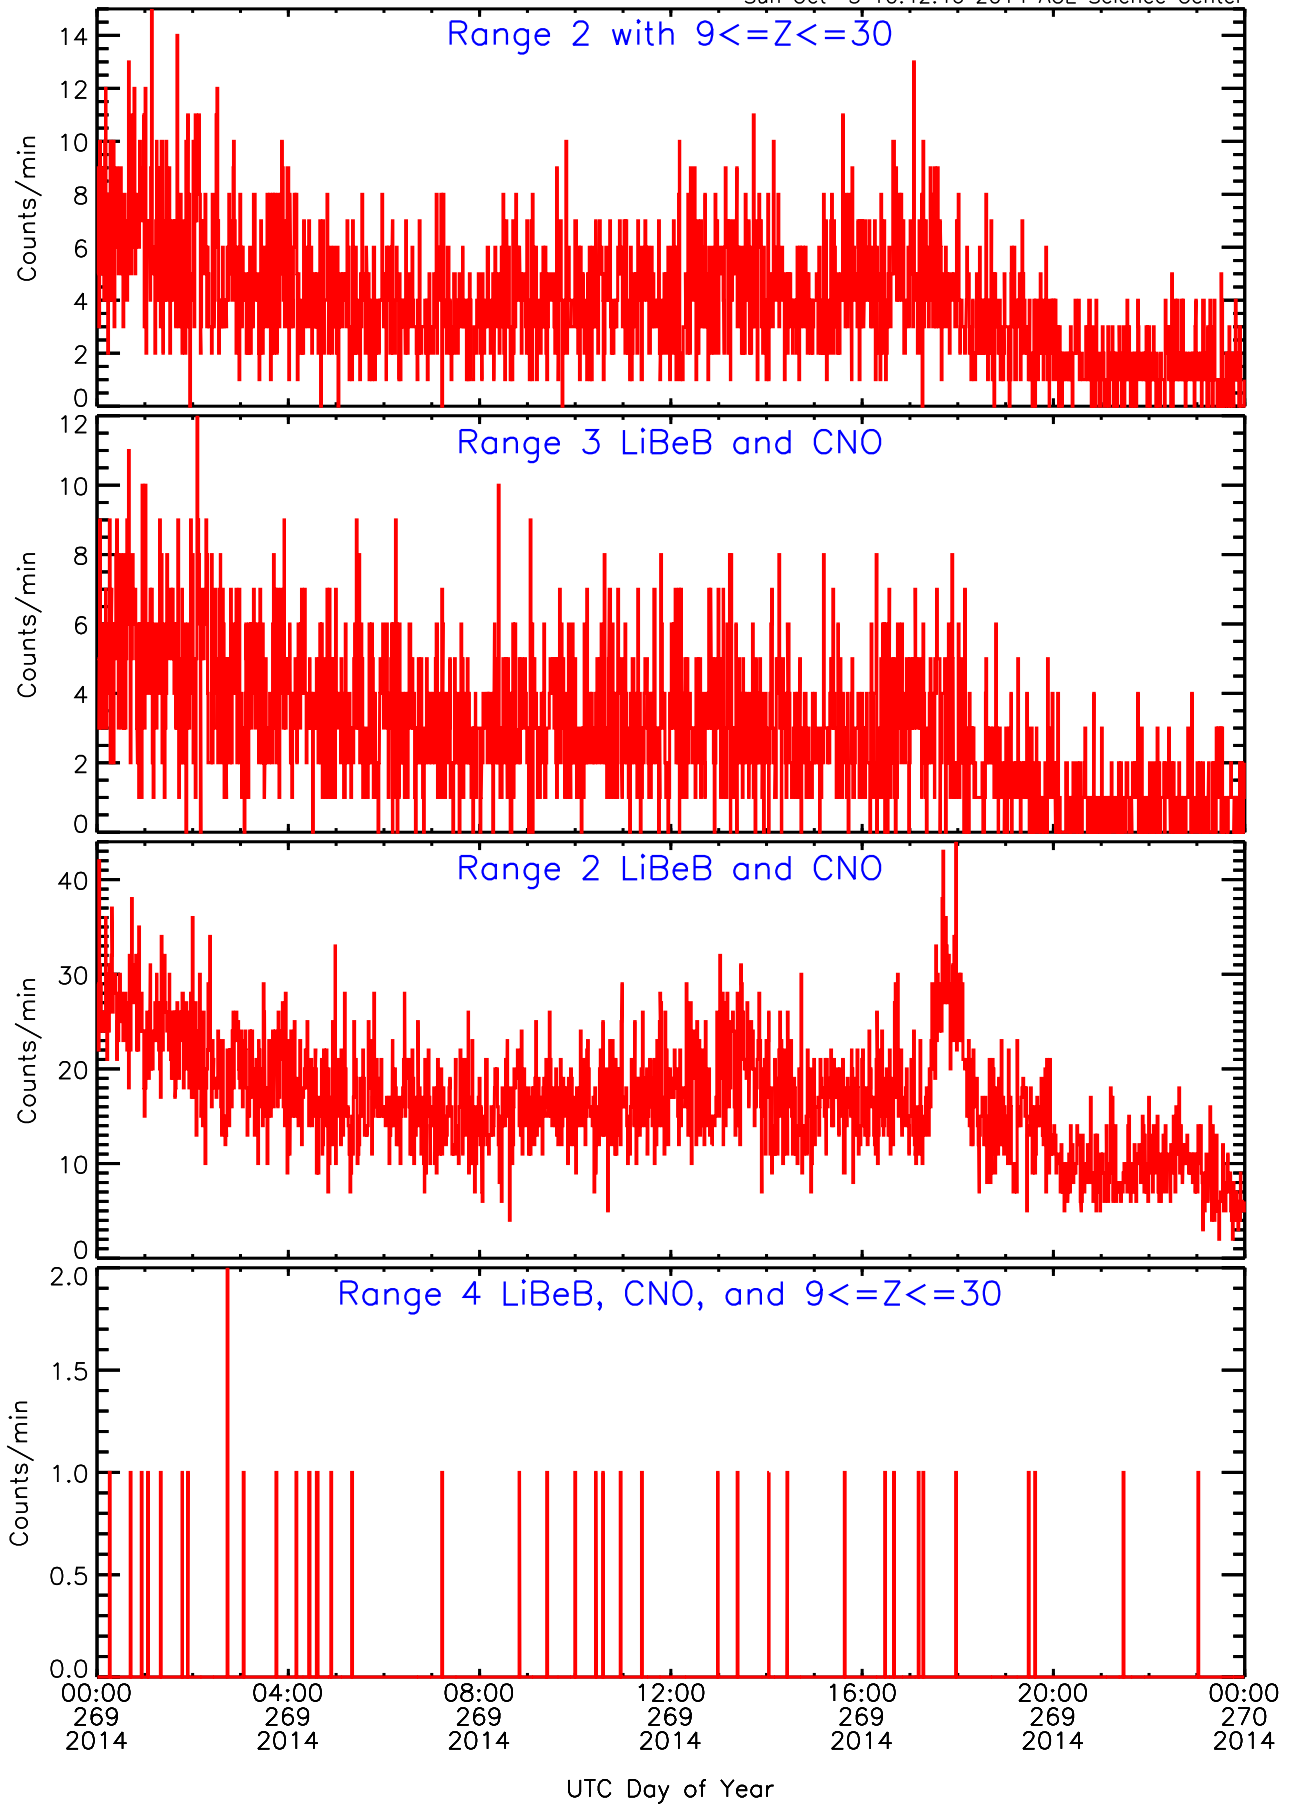 Range 2 with 9<=Z<=30
14
12
10
8
6
4
2
0
Counts/min
Range 3 LiBeB and CNO
12
10
8
6
4
2
0
Counts/min
Range 2 LiBeB and CNO
40
30
20
10
0
Counts/min
Range 4 LiBeB, CNO, and 9<=Z<=30
2.0
1.5
1.0
0.5
0.0
Counts/min
00:00 04:00 08:00 12:00 16:00 20:00 00:00
269 269 269 269 269 269 270
2014 2014 2014 2014 2014 2014 2014
UTC Day of Year